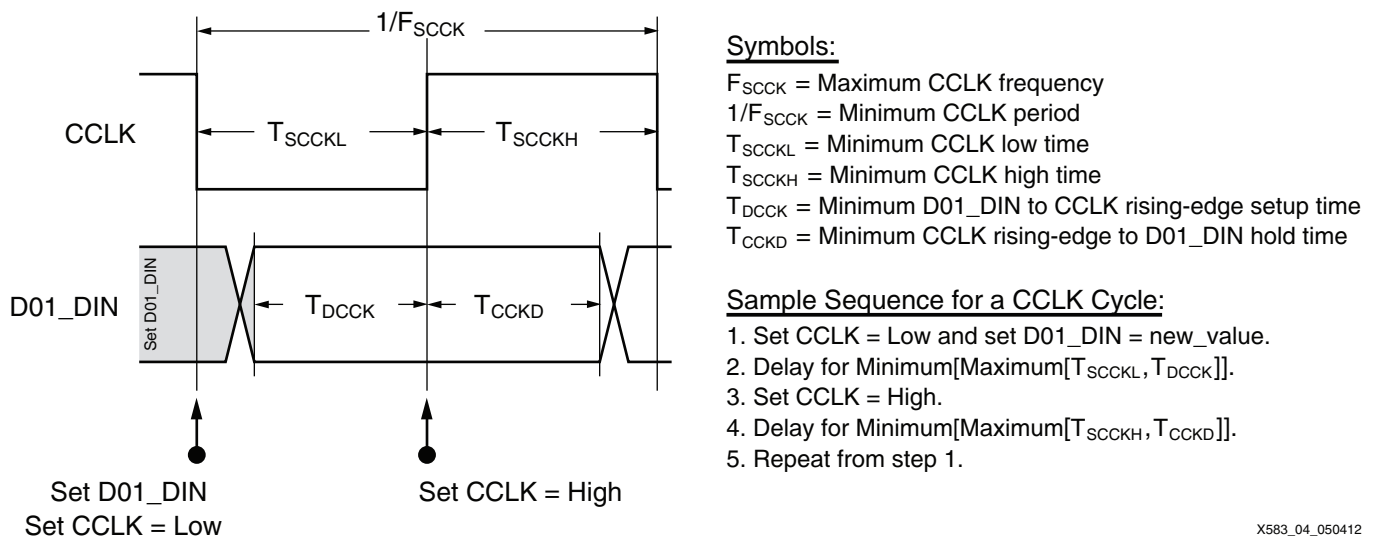 1/F_SCCCK
CCLK
T_SCCKL
T_SCCKH
D01_DIN
Set D01_DIN
T_DCCK
T_CCKD
Set D01_DIN
Set CCLK = Low
Set CCLK = High
Symbols:
F_SCCK = Maximum CCLK frequency
1/F_SCCK = Minimum CCLK period
T_SCCKL = Minimum CCLK low time
T_SCCKH = Minimum CCLK high time
T_DCCK = Minimum D01_DIN to CCLK rising-edge setup time
T_CCKD = Minimum CCLK rising-edge to D01_DIN hold time
Sample Sequence for a CCLK Cycle:
1. Set CCLK = Low and set D01_DIN = new_value.
2. Delay for Minimum[Maximum[T_SCCKL,T_DCCK]].
3. Set CCLK = High.
4. Delay for Minimum[Maximum[T_SCCKH,T_CCKD]].
5. Repeat from step 1.
X583_04_050412